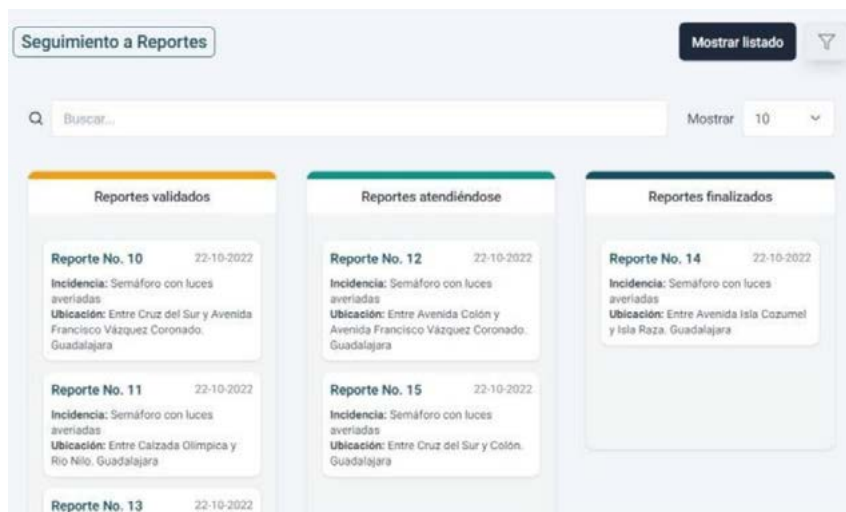 Seguimiento a Reportes
Mostrar listado
Buscar...
Mostrar 10
Reportes validados
Reporte No. 10 22-10-2022
Incidencia: Semáforo con luces
averiadas
Ubicación: Entre Cruz del Sur y Avenida
Francisco Vázquez Coronado.
Guadalajara
Reporte No. 11 22-10-2022
Incidencia: Semáforo con luces
averiadas
Ubicación: Entre Calzada Olímpica y
Río Nilo. Guadalajara
Reporte No. 13 22-10-2022
Reportes atendiéndose
Reporte No. 12 22-10-2022
Incidencia: Semáforo con luces
averiadas
Ubicación: Entre Avenida Colón y
Avenida Francisco Vázquez Coronado.
Guadalajara
Reporte No. 15 22-10-2022
Incidencia: Semáforo con luces
averiadas
Ubicación: Entre Cruz del Sur y Colón.
Guadalajara
Reportes finalizados
Reporte No. 14 22-10-2022
Incidencia: Semáforo con luces
averiadas
Ubicación: Entre Avenida Isla Cozumel
y Isla Raza. Guadalajara